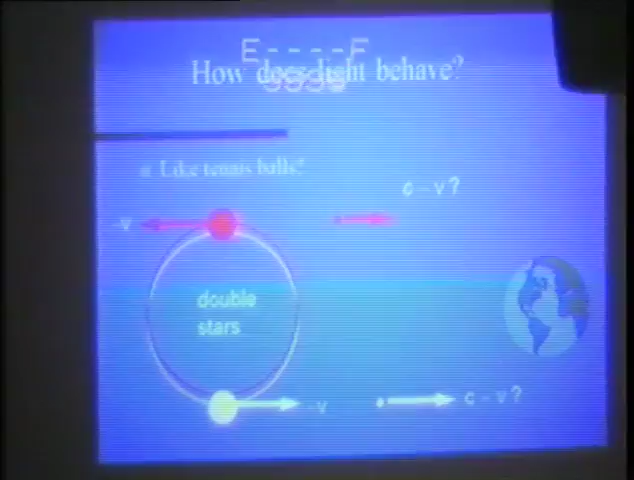 E----F
How does light behave?
Like tennis balls?
c - v ?
-v
double
stars
-v
c - v ?